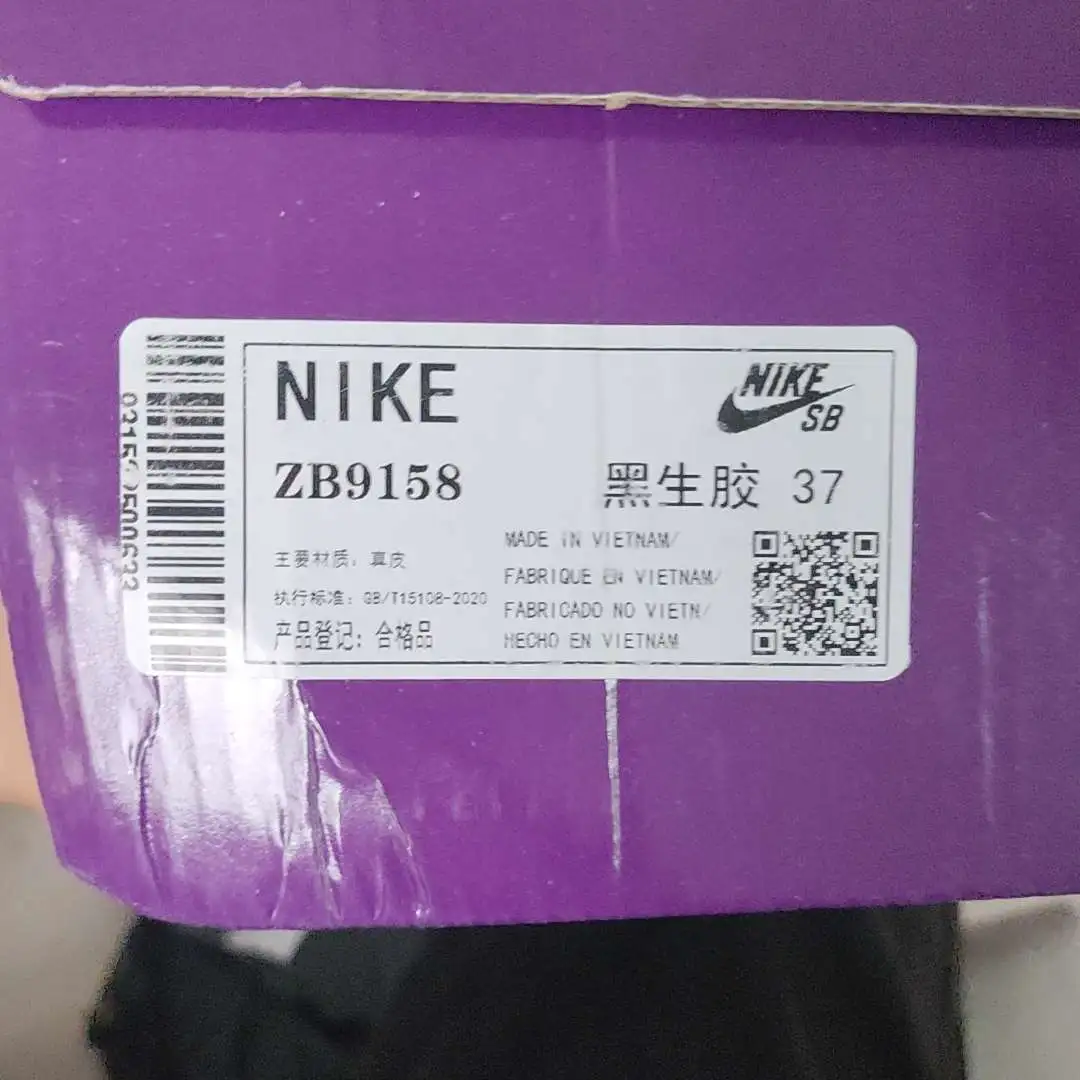 NIKE
NIKE
SB
ZB9158
黑生胶 37
主要材质：真皮
执行标准：QB/T15108-2020
产品登记：合格品
MADE IN VIETNAM/
FABRIQUE EN VIETNAM/
FABRICADO NO VIETN/
HECHO EN VIETNAM